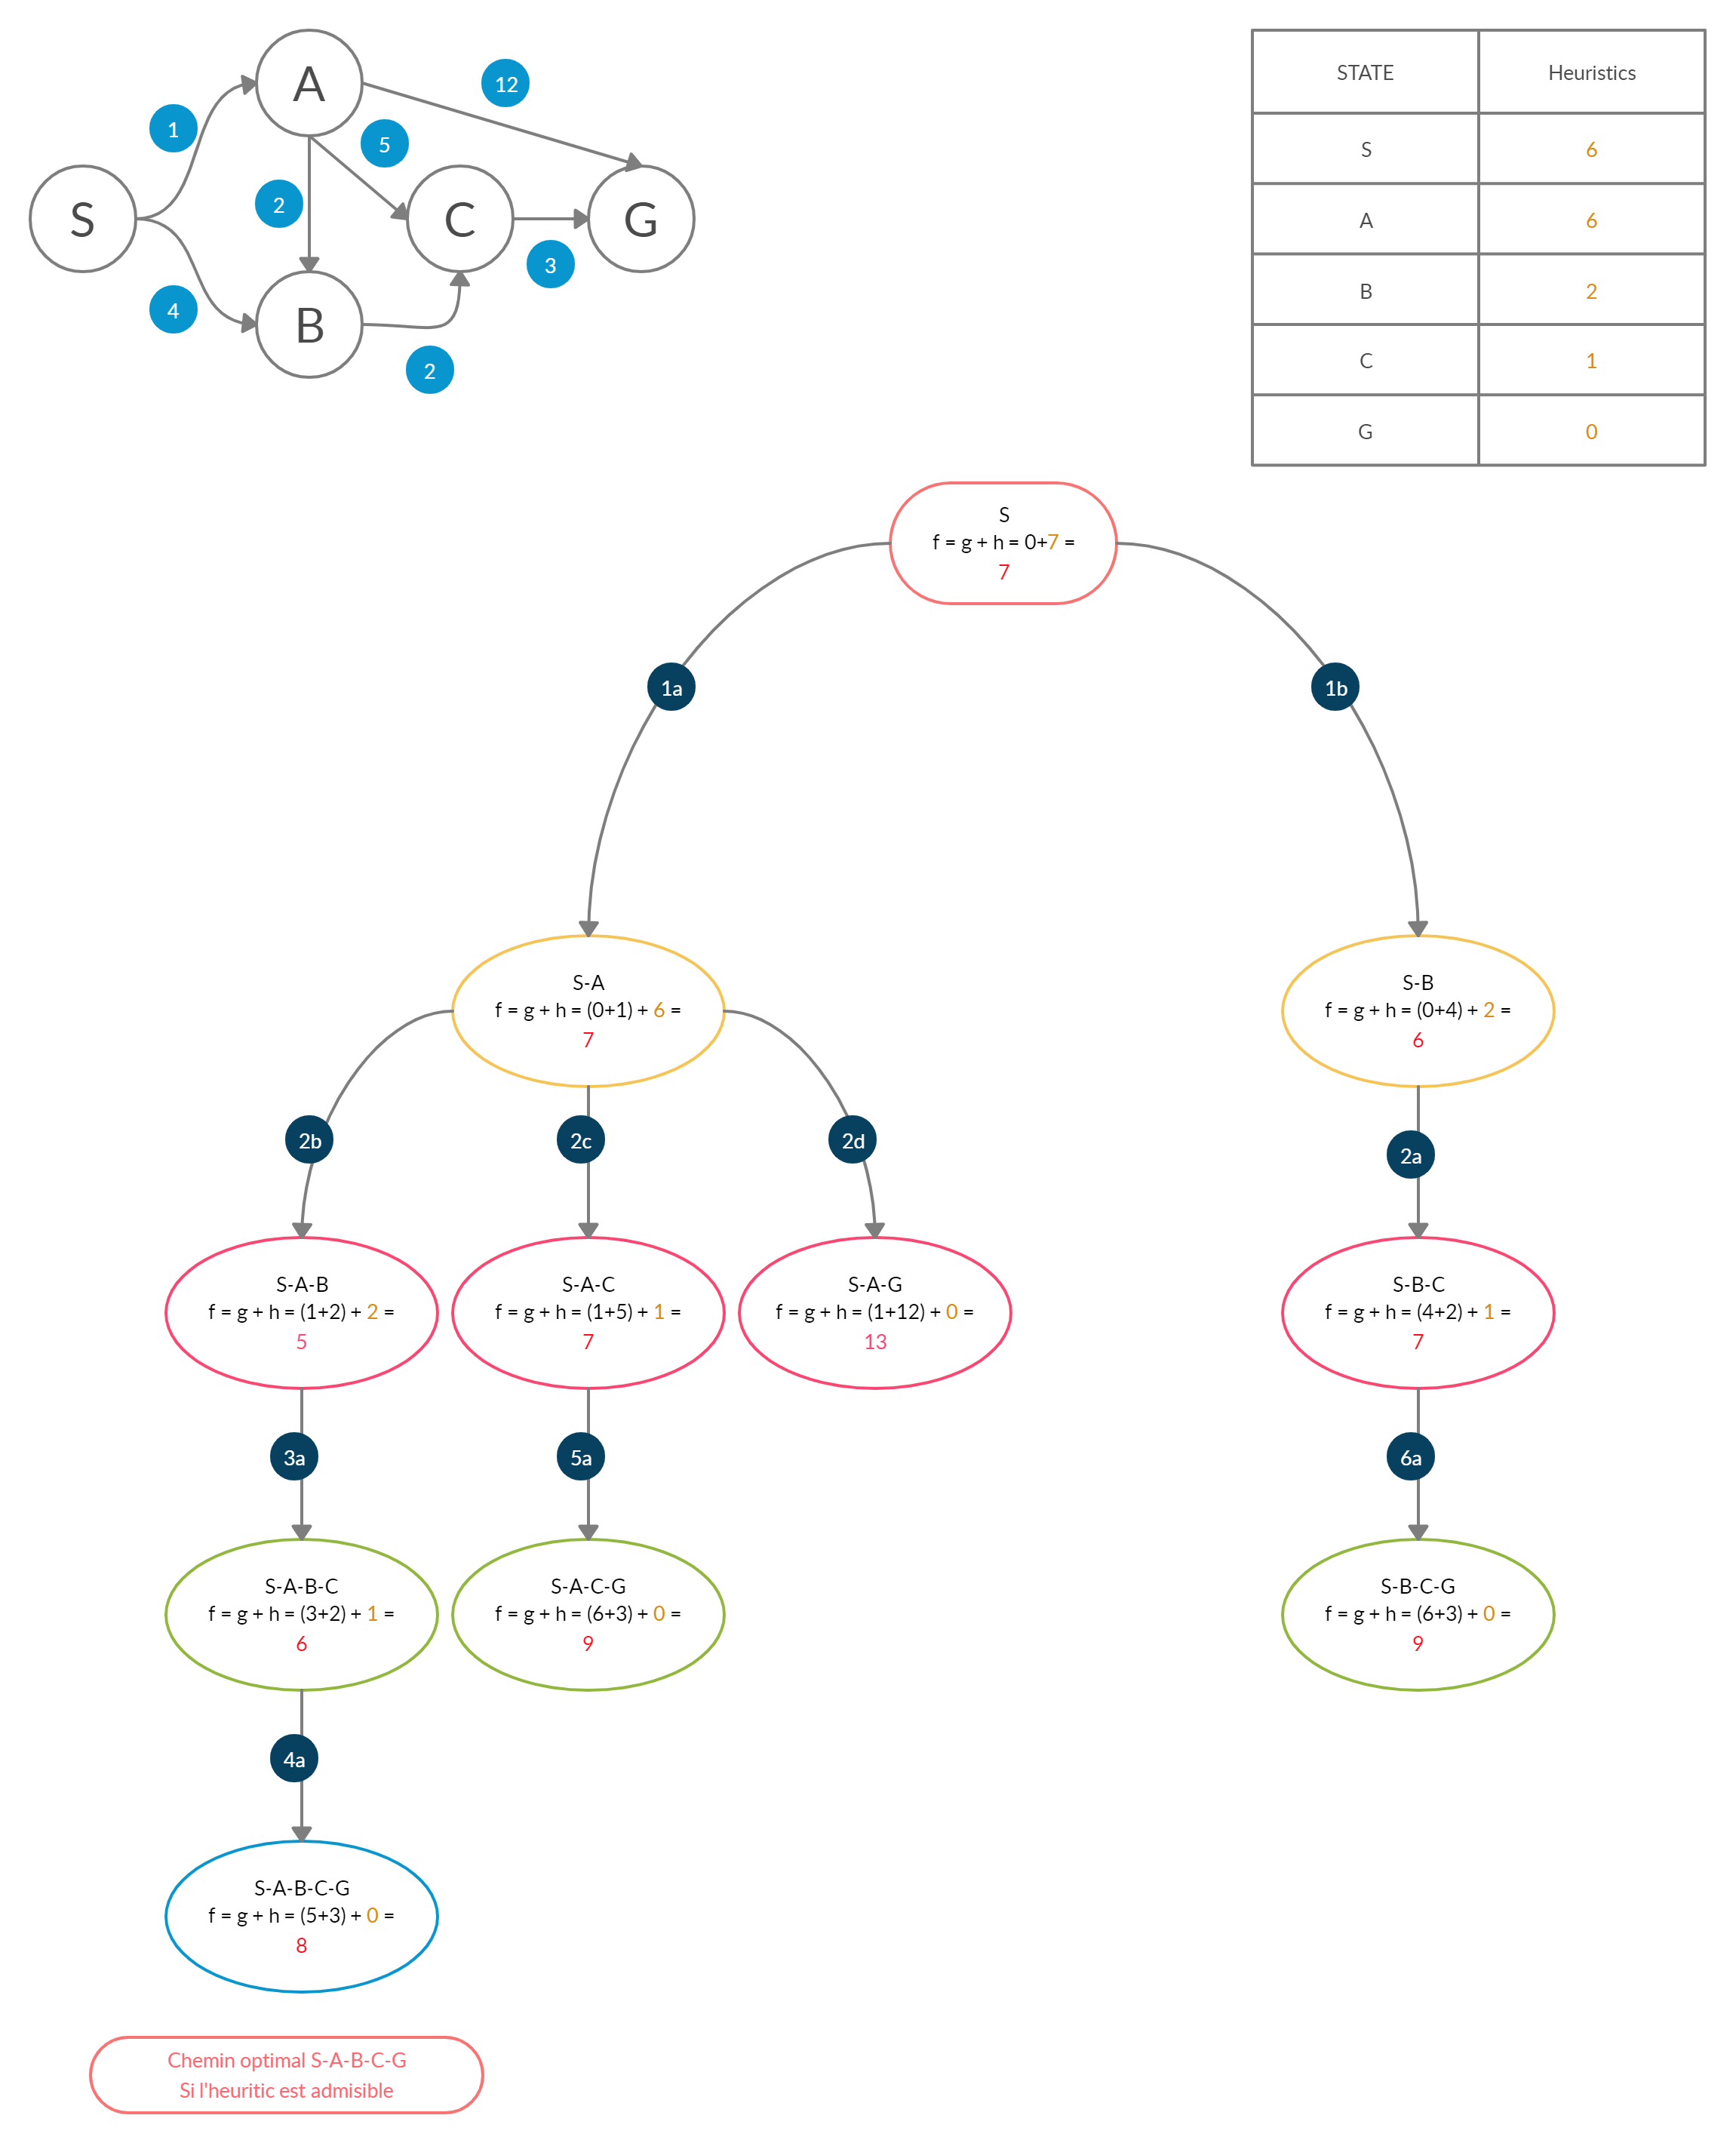 A
12
1
5
S
2
C
G
3
4
B
2
STATE Heuristics
S 6
A 6
B 2
C 1
G 0
S
f = g + h = 0+7 =
7
1a
1b
S-A
f = g + h = (0+1) + 6 =
7
S-B
f = g + h = (0+4) + 2 =
6
2b
2c
2d
2a
S-A-B
f = g + h = (1+2) + 2 =
5
S-A-C
f = g + h = (1+5) + 1 =
7
S-A-G
f = g + h = (1+12) + 0 =
13
S-B-C
f = g + h = (4+2) + 1 =
7
3a
5a
6a
S-A-B-C
f = g + h = (3+2) + 1 =
6
S-A-C-G
f = g + h = (6+3) + 0 =
9
S-B-C-G
f = g + h = (6+3) + 0 =
9
4a
S-A-B-C-G
f = g + h = (5+3) + 0 =
8
Chemin optimal S-A-B-C-G
Si l'heuritic est admisible